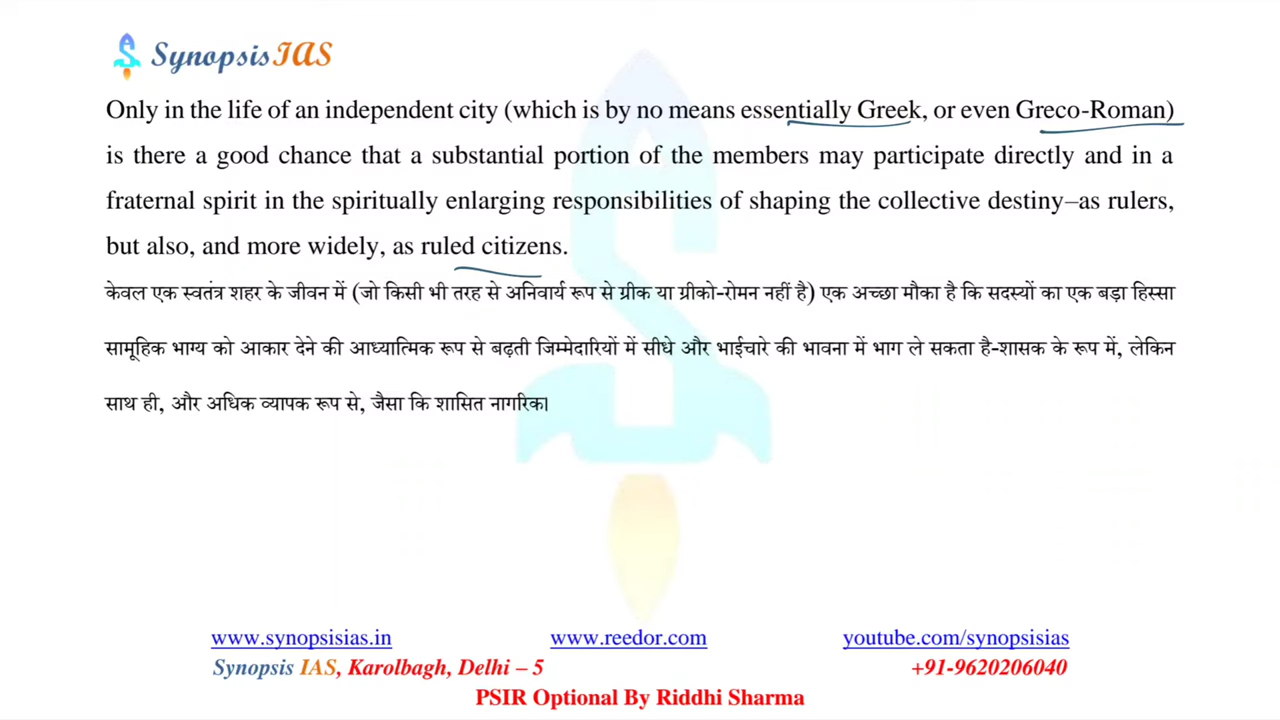 Synopsis IAS
Only in the life of an independent city (which is by no means essentially Greek, or even Greco-Roman)
is there a good chance that a substantial portion of the members may participate directly and in a
fraternal spirit in the spiritually enlarging responsibilities of shaping the collective destiny–as rulers,
but also, and more widely, as ruled citizens.
केवल एक स्वतंत्र शहर के जीवन में (जो किसी भी तरह से अनिवार्य रूप से ग्रीक या ग्रीको-रोमन नहीं है) एक अच्छा मौका है कि सदस्यों का एक बड़ा हिस्सा
सामूहिक भाग्य को आकार देने की आध्यात्मिक रूप से बढ़ती जिम्मेदारियों में सीधे और भाईचारे की भावना में भाग ले सकता है-शासक के रूप में, लेकिन
साथ ही, और अधिक व्यापक रूप से, जैसा कि शासित नागरिक।
www.synopsisias.in www.reedor.com youtube.com/synopsisias
Synopsis IAS, Karolbagh, Delhi – 5 +91-9620206040
PSIR Optional By Riddhi Sharma